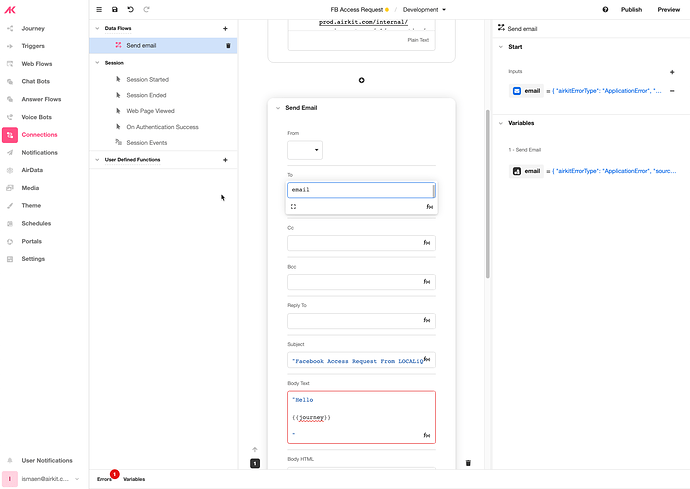 FB Access Request
Development
Publish
Preview
Journey
Triggers
Web Flows
Chat Bots
Answer Flows
Voice Bots
Connections
Notifications
AirData
Media
Theme
Schedules
Portals
Settings
User Notifications
I
ismaen@airkit.c...
Data Flows
Send email
Session
Session Started
Session Ended
Web Page Viewed
On Authentication Success
Session Events
User Defined Functions
prod.airkit.com/internal/
Plain Text
Send Email
From
To
email
Cc
Bcc
Reply To
Subject
"Facebook Access Request From LOCALiQ"
Body Text
"Hello
{{journey}}
"
Body HTML
1
Errors
1
Variables
Send email
Start
Inputs
email = { "airkitErrorType": "ApplicationError", "...
Variables
1 - Send Email
email = { "airkitErrorType": "ApplicationError", "sourc...